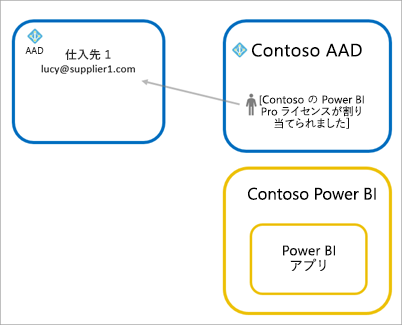 AAD
仕入先 1
lucy@supplier1.com
Contoso AAD
[Contoso の Power BI
Pro ライセンスが割り
当てられました]
Contoso Power BI
Power BI
アプリ